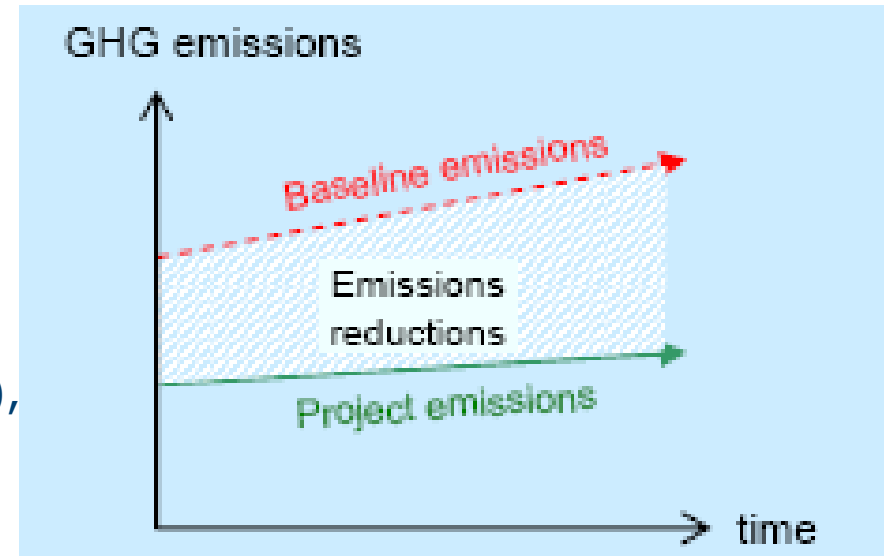 GHG emissions
Baseline emissions
Emissions
reductions
),
Project emissions
time